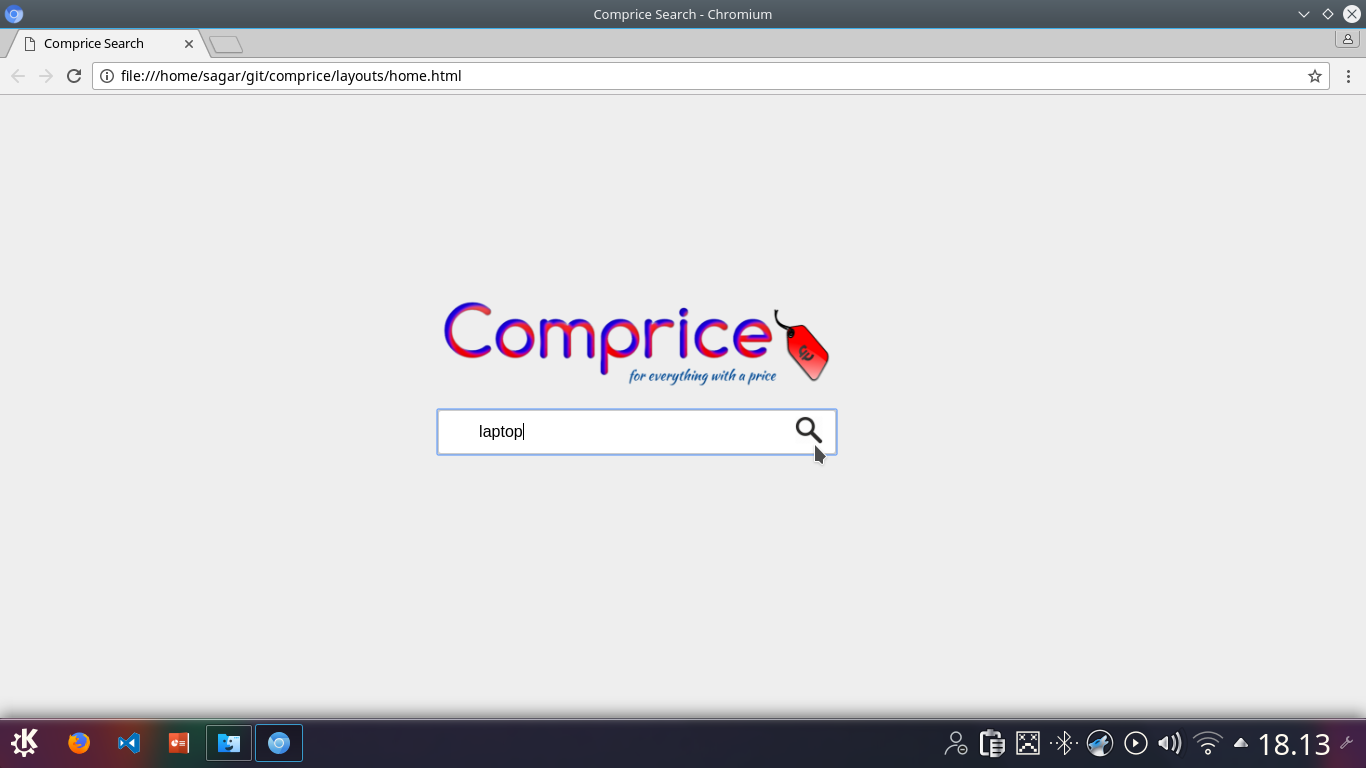 Comprice Search - Chromium
Comprice Search
file:///home/sagar/git/comprice/layouts/home.html
Comprice
for everything with a price
laptop
18.13